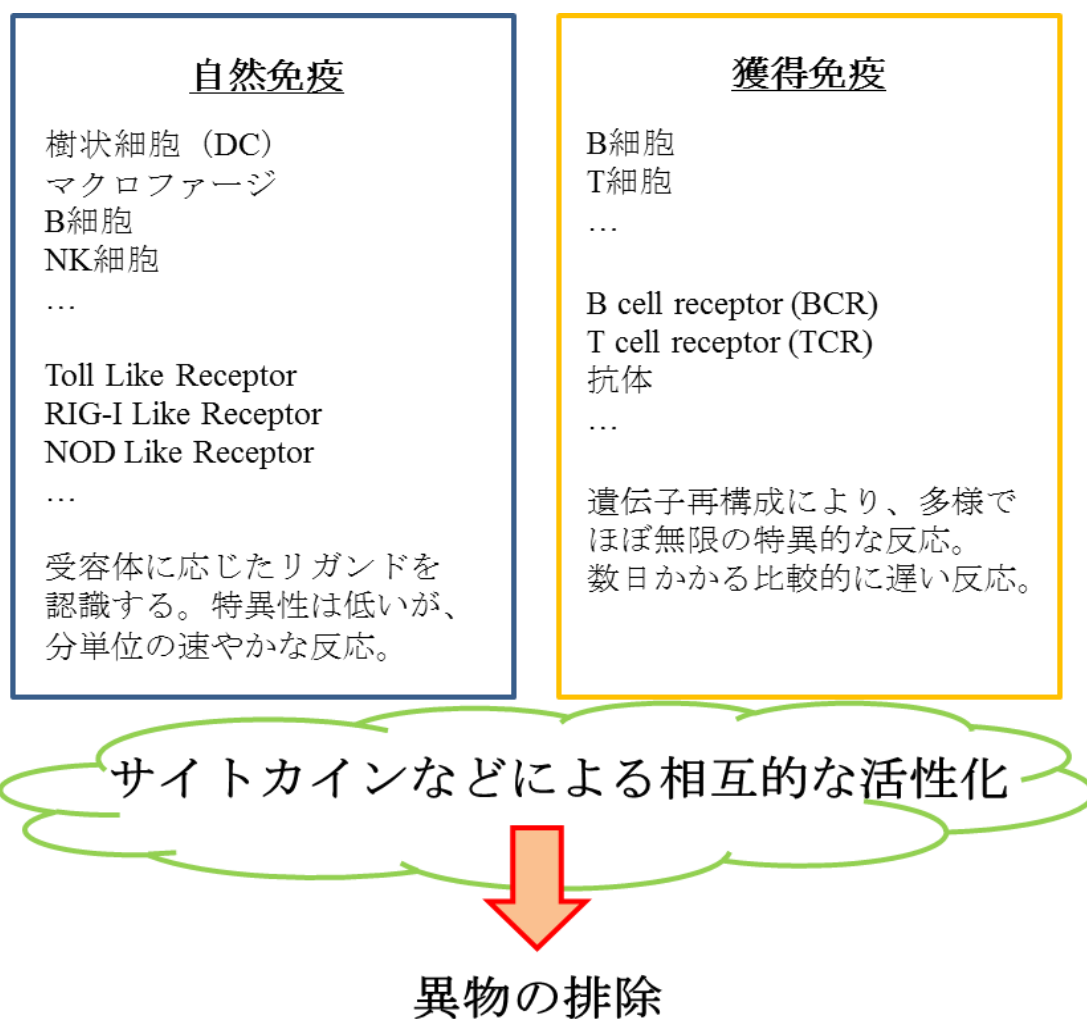 自然免疫
樹状細胞（DC）
マクロファージ
B細胞
NK細胞
…
Toll Like Receptor
RIG-I Like Receptor
NOD Like Receptor
…
受容体に応じたリガンドを
認識する。特異性は低いが、
分単位の速やかな反応。
獲得免疫
B細胞
T細胞
…
B cell receptor (BCR)
T cell receptor (TCR)
抗体
…
遺伝子再構成により、多様で
ほぼ無限の特異的な反応。
数日かかる比較的に遅い反応。
サイトカインなどによる相互的な活性化
異物の排除